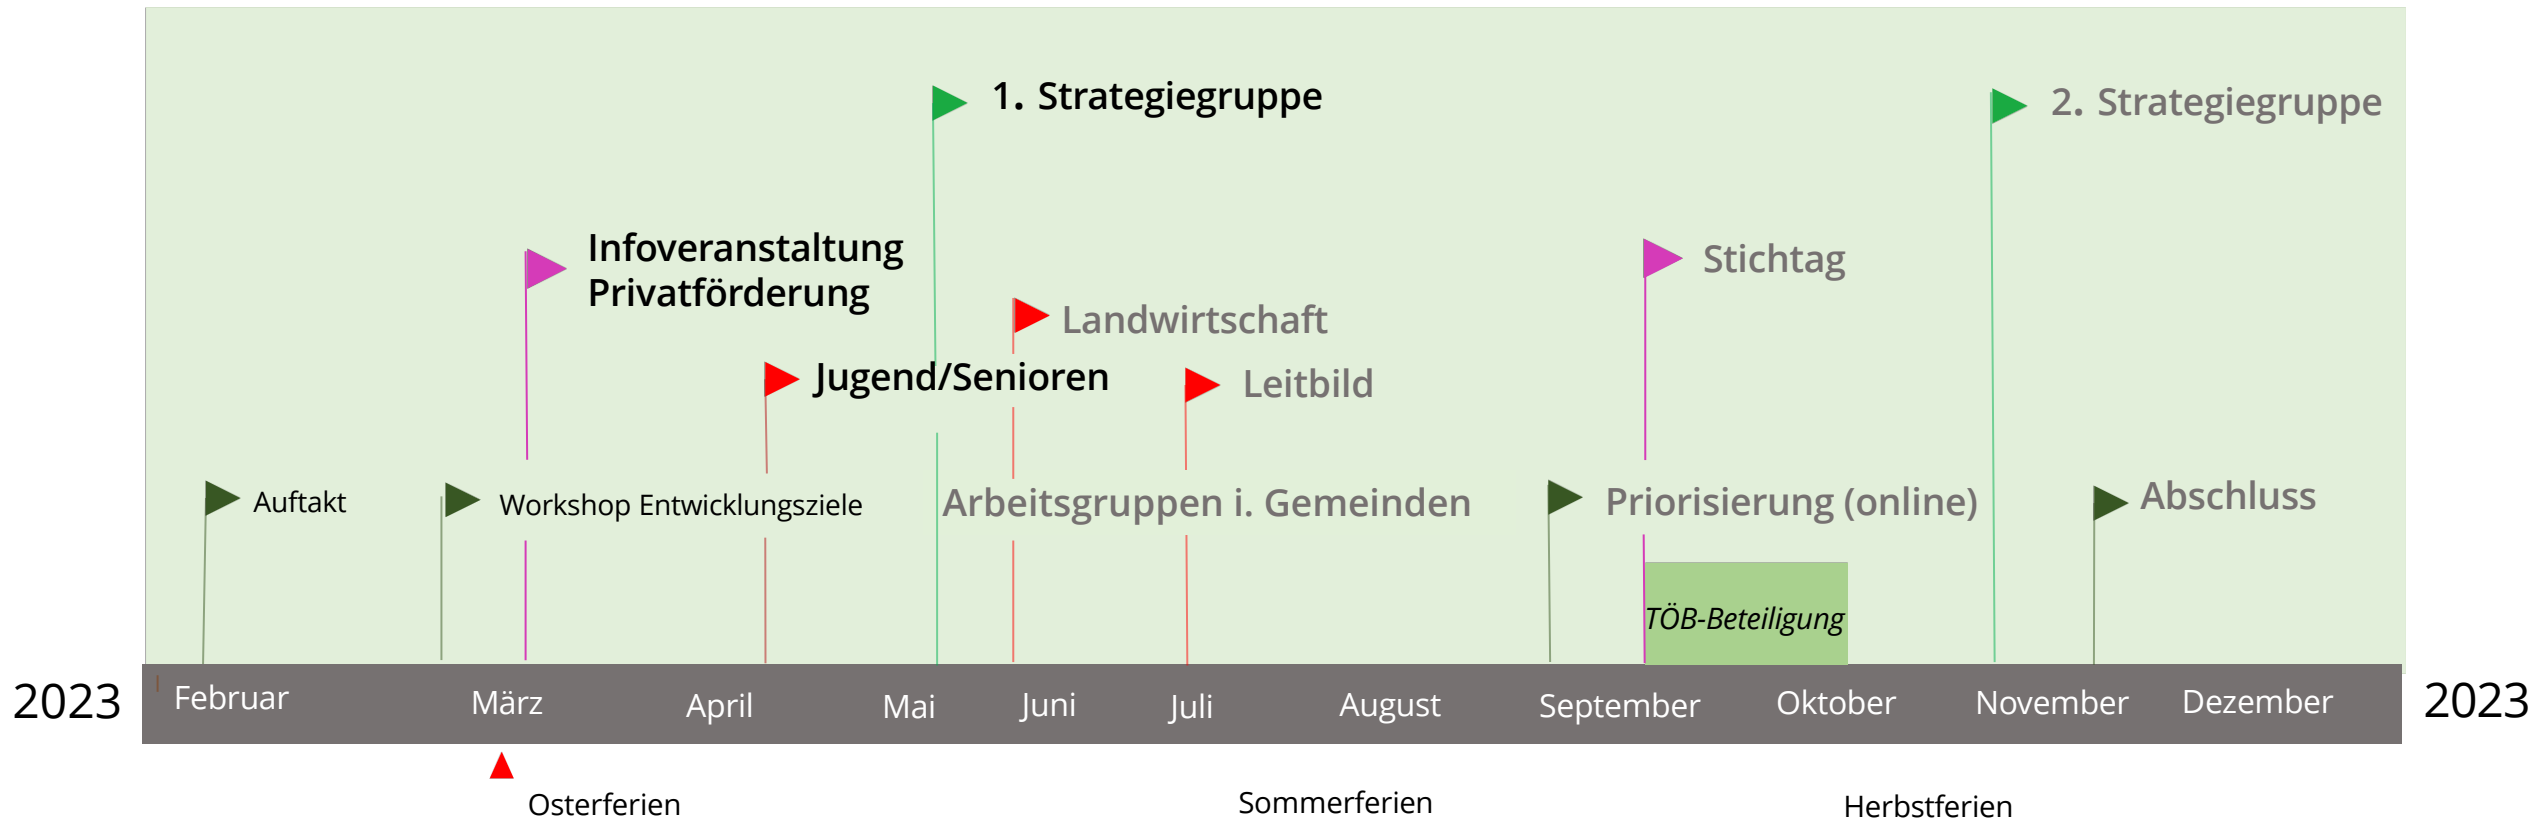 1. Strategiegruppe
2. Strategiegruppe
Infoveranstaltung
Privatförderung
Stichtag
Landwirtschaft
Jugend/Senioren
Leitbild
Auftakt
Workshop Entwicklungsziele
Arbeitsgruppen i. Gemeinden
Priorisierung (online)
Abschluss
TÖB-Beteiligung
2023
Februar
März
April
Mai
Juni
Juli
August
September
Oktober
November
Dezember
2023
Osterferien
Sommerferien
Herbstferien